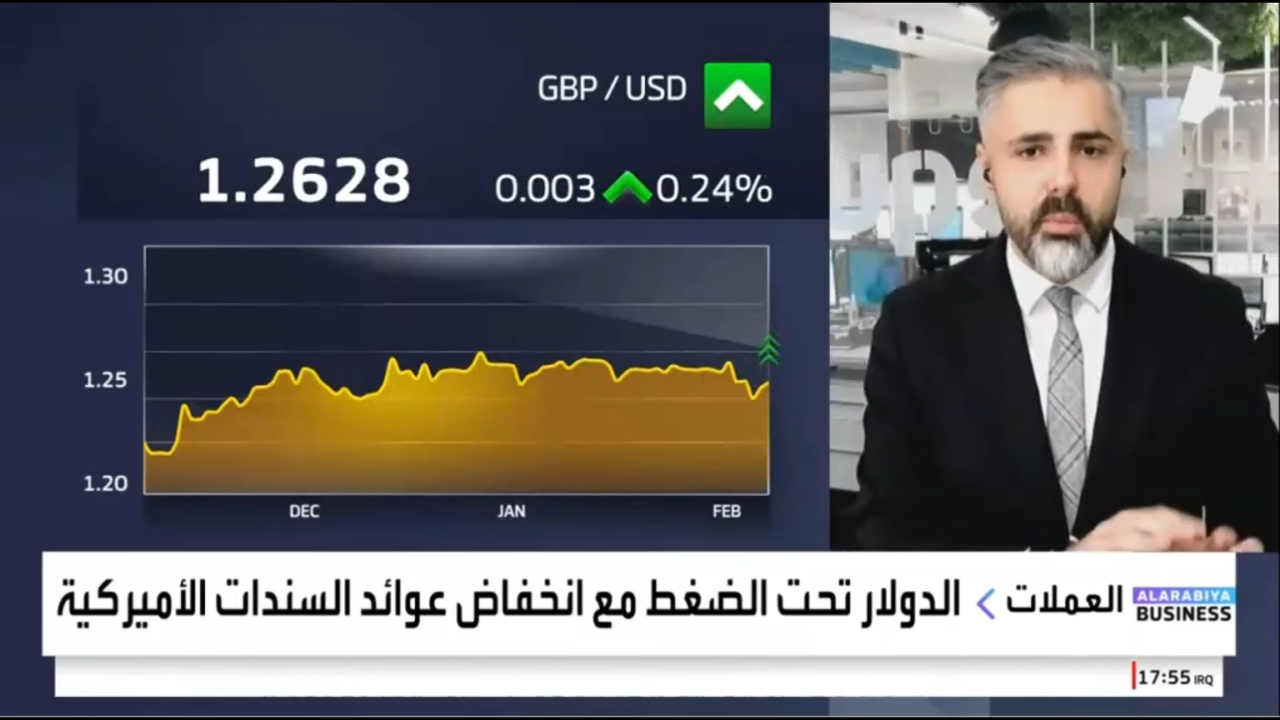 GBP / USD
1.2628
0.003 0.24%
1.30
1.25
1.20
DEC JAN FEB
ALARABIYA
BUSINESS
العملات
الدولار تحت الضغط مع انخفاض عوائد السندات الأميركية
17:55 IRQ